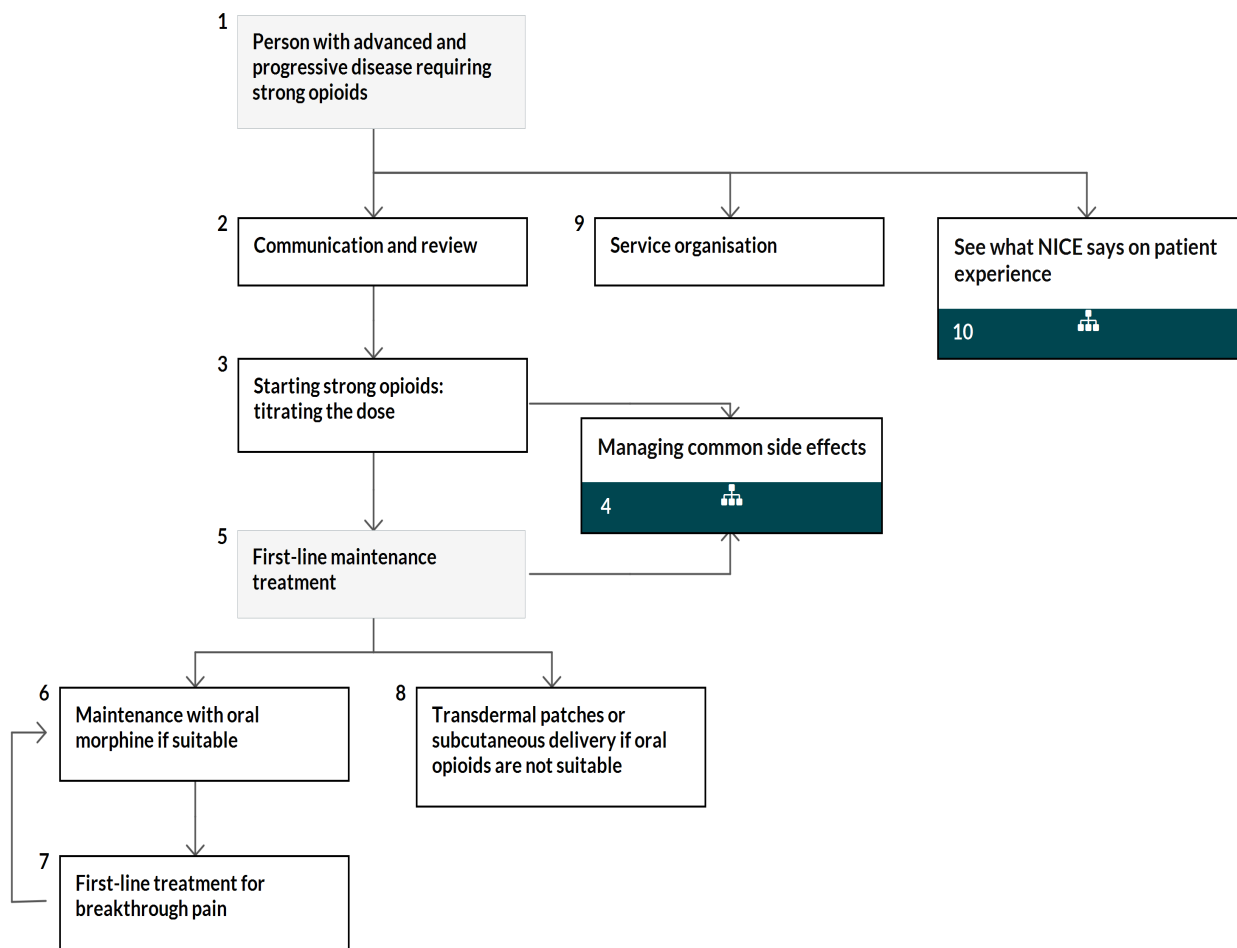 1
Person with advanced and
progressive disease requiring
strong opioids
2
Communication and review
9
Service organisation
See what NICE says on patient
experience
10
3
Starting strong opioids:
titrating the dose
Managing common side effects
4
5
First-line maintenance
treatment
6
Maintenance with oral
morphine if suitable
8
Transdermal patches or
subcutaneous delivery if oral
opioids are not suitable
7
First-line treatment for
breakthrough pain